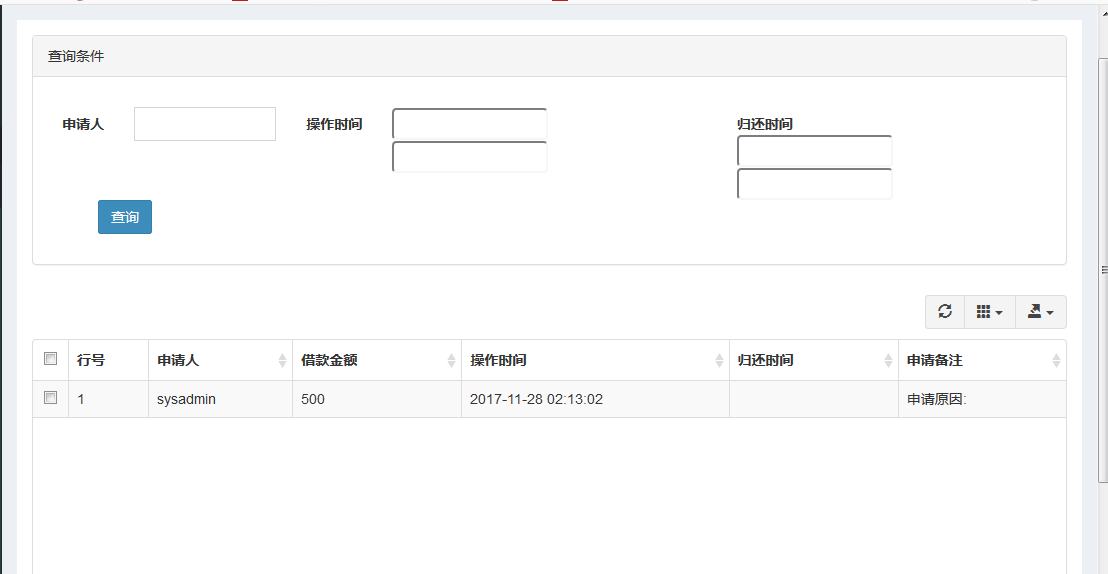 查询条件
申请人 操作时间 归还时间
查询
行号 申请人 借款金额 操作时间 归还时间 申请备注
1 sysadmin 500 2017-11-28 02:13:02 申请原因: